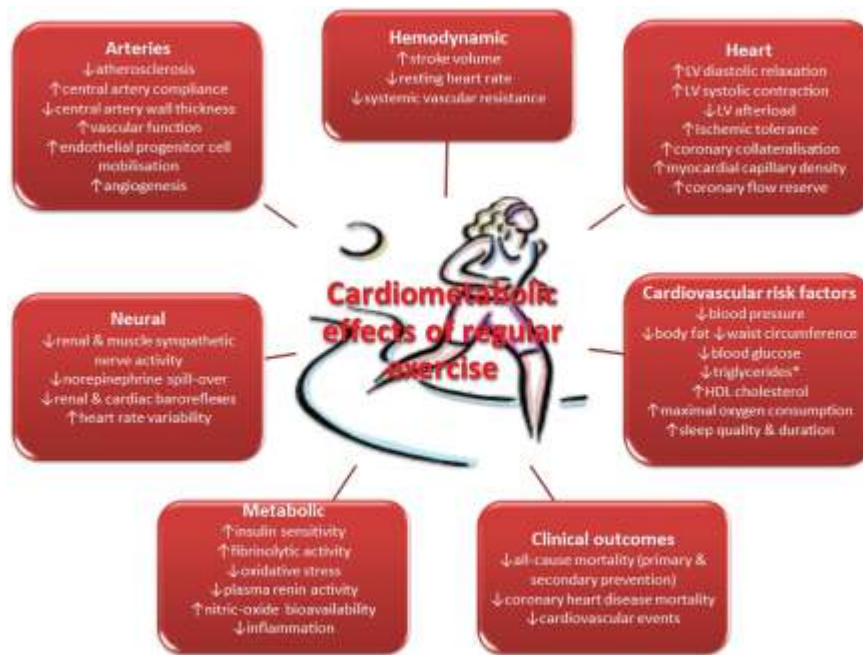 Arteries
↓atherosclerosis
↑central artery compliance
↓central artery wall thickness
↑vascular function
↑endothelial progenitor cell
mobilisation
↑angiogenesis
Hemodynamic
↑stroke volume
↓resting heart rate
↓systemic vascular resistance
Heart
↑LV diastolic relaxation
↑LV systolic contraction
↓LV afterload
↑ischemic tolerance
↑coronary collateralisation
↑myocardial capillary density
↑coronary flow reserve
Cardiometabolic
effects of regular
exercise
Neural
↓renal & muscle sympathetic
nerve activity
↓norepinephrine spill-over
↓renal & cardiac baroreflexes
↑heart rate variability
Cardiovascular risk factors
↓blood pressure
↓body fat ↓waist circumference
↓blood glucose
↓triglycerides*
↑HDL cholesterol
↑maximal oxygen consumption
↑sleep quality & duration
Metabolic
↑insulin sensitivity
↑fibrinolytic activity
↓oxidative stress
↓plasma renin activity
↑nitric-oxide bioavailability
↓inflammation
Clinical outcomes
↓all-cause mortality (primary &
secondary prevention)
↓coronary heart disease mortality
↓cardiovascular events